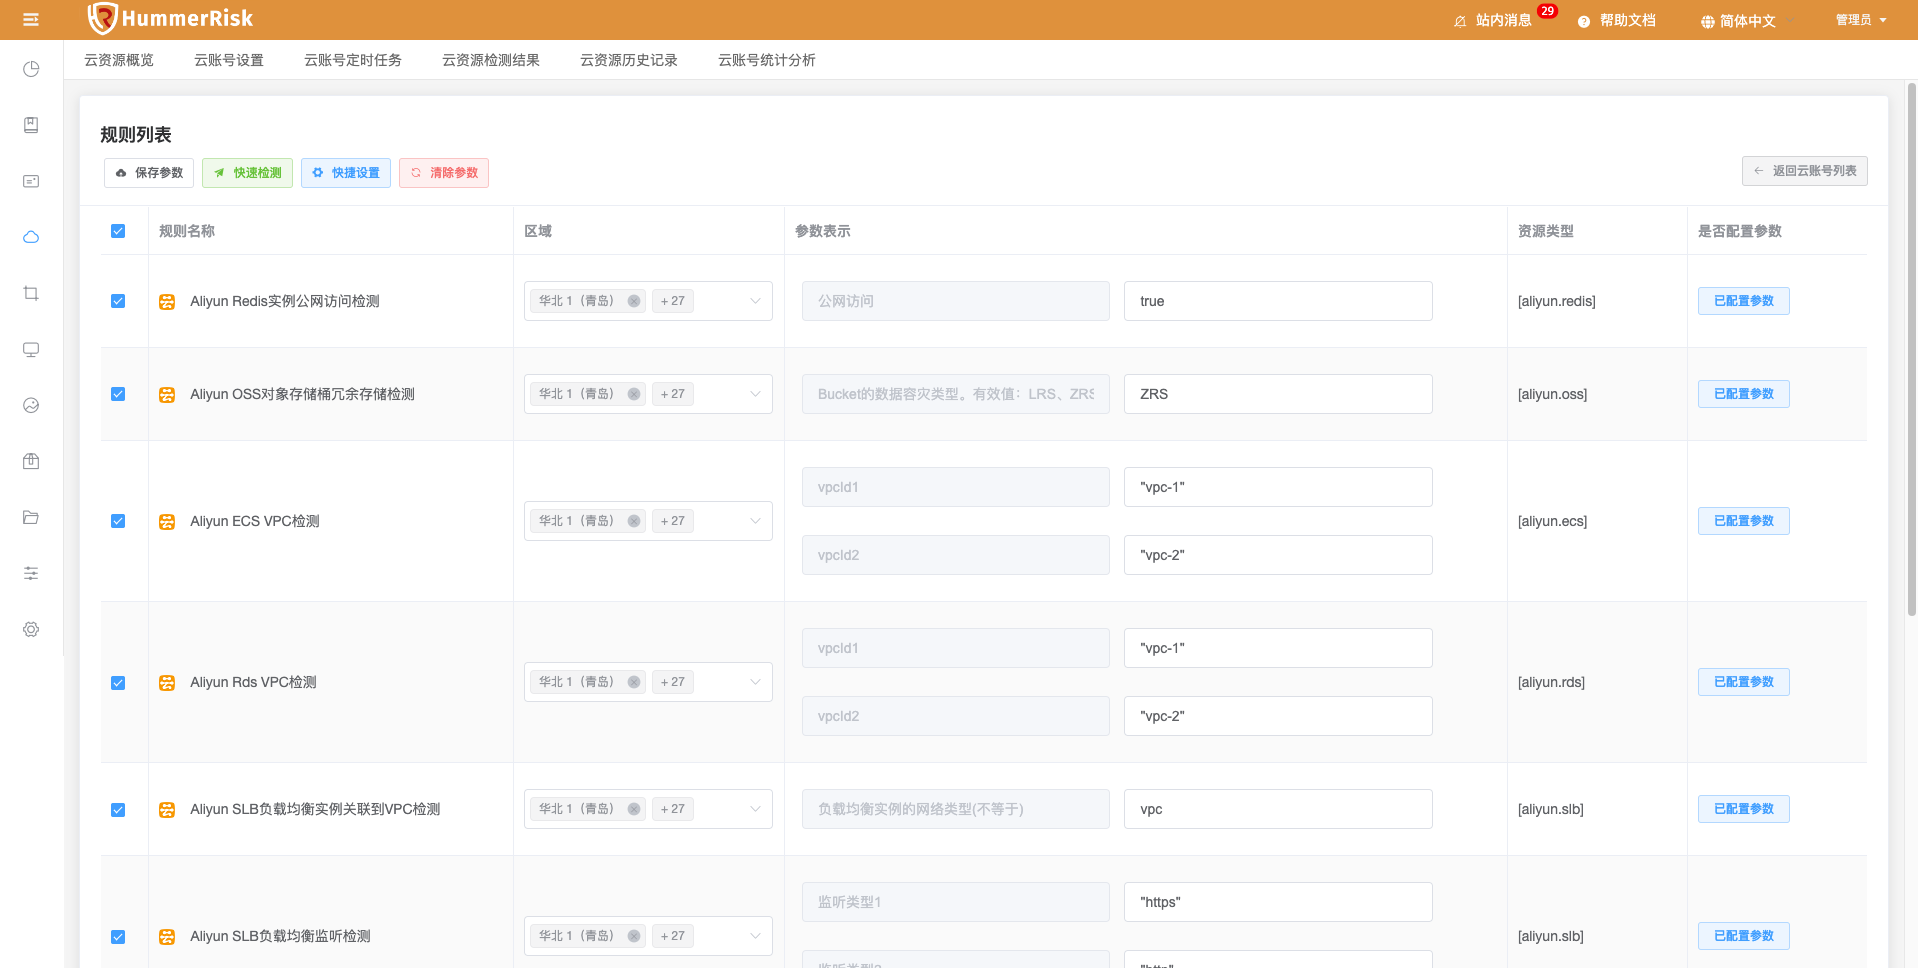 HummerRisk
站内消息 29
帮助文档
简体中文
管理员
云资源概览 云账号设置 云账号定时任务 云资源检测结果 云资源历史记录 云账号统计分析
规则列表
保存参数 快速检测 快捷设置 清除参数 返回云账号列表
规则名称 区域 参数表示 资源类型 是否配置参数
Aliyun Redis实例公网访问检测 华北 1（青岛） + 27 公网访问 true [aliyun.redis] 已配置参数
Aliyun OSS对象存储桶冗余存储检测 华北 1（青岛） + 27 Bucket的数据容灾类型。有效值：LRS、ZRS ZRS [aliyun.oss] 已配置参数
vpcId1 "vpc-1"
Aliyun ECS VPC检测 华北 1（青岛） + 27 [aliyun.ecs] 已配置参数
vpcId2 "vpc-2"
vpcId1 "vpc-1"
Aliyun Rds VPC检测 华北 1（青岛） + 27 [aliyun.rds] 已配置参数
vpcId2 "vpc-2"
Aliyun SLB负载均衡实例关联到VPC检测 华北 1（青岛） + 27 负载均衡实例的网络类型(不等于) vpc [aliyun.slb] 已配置参数
监听类型1 "https"
Aliyun SLB负载均衡监听检测 华北 1（青岛） + 27 [aliyun.slb] 已配置参数